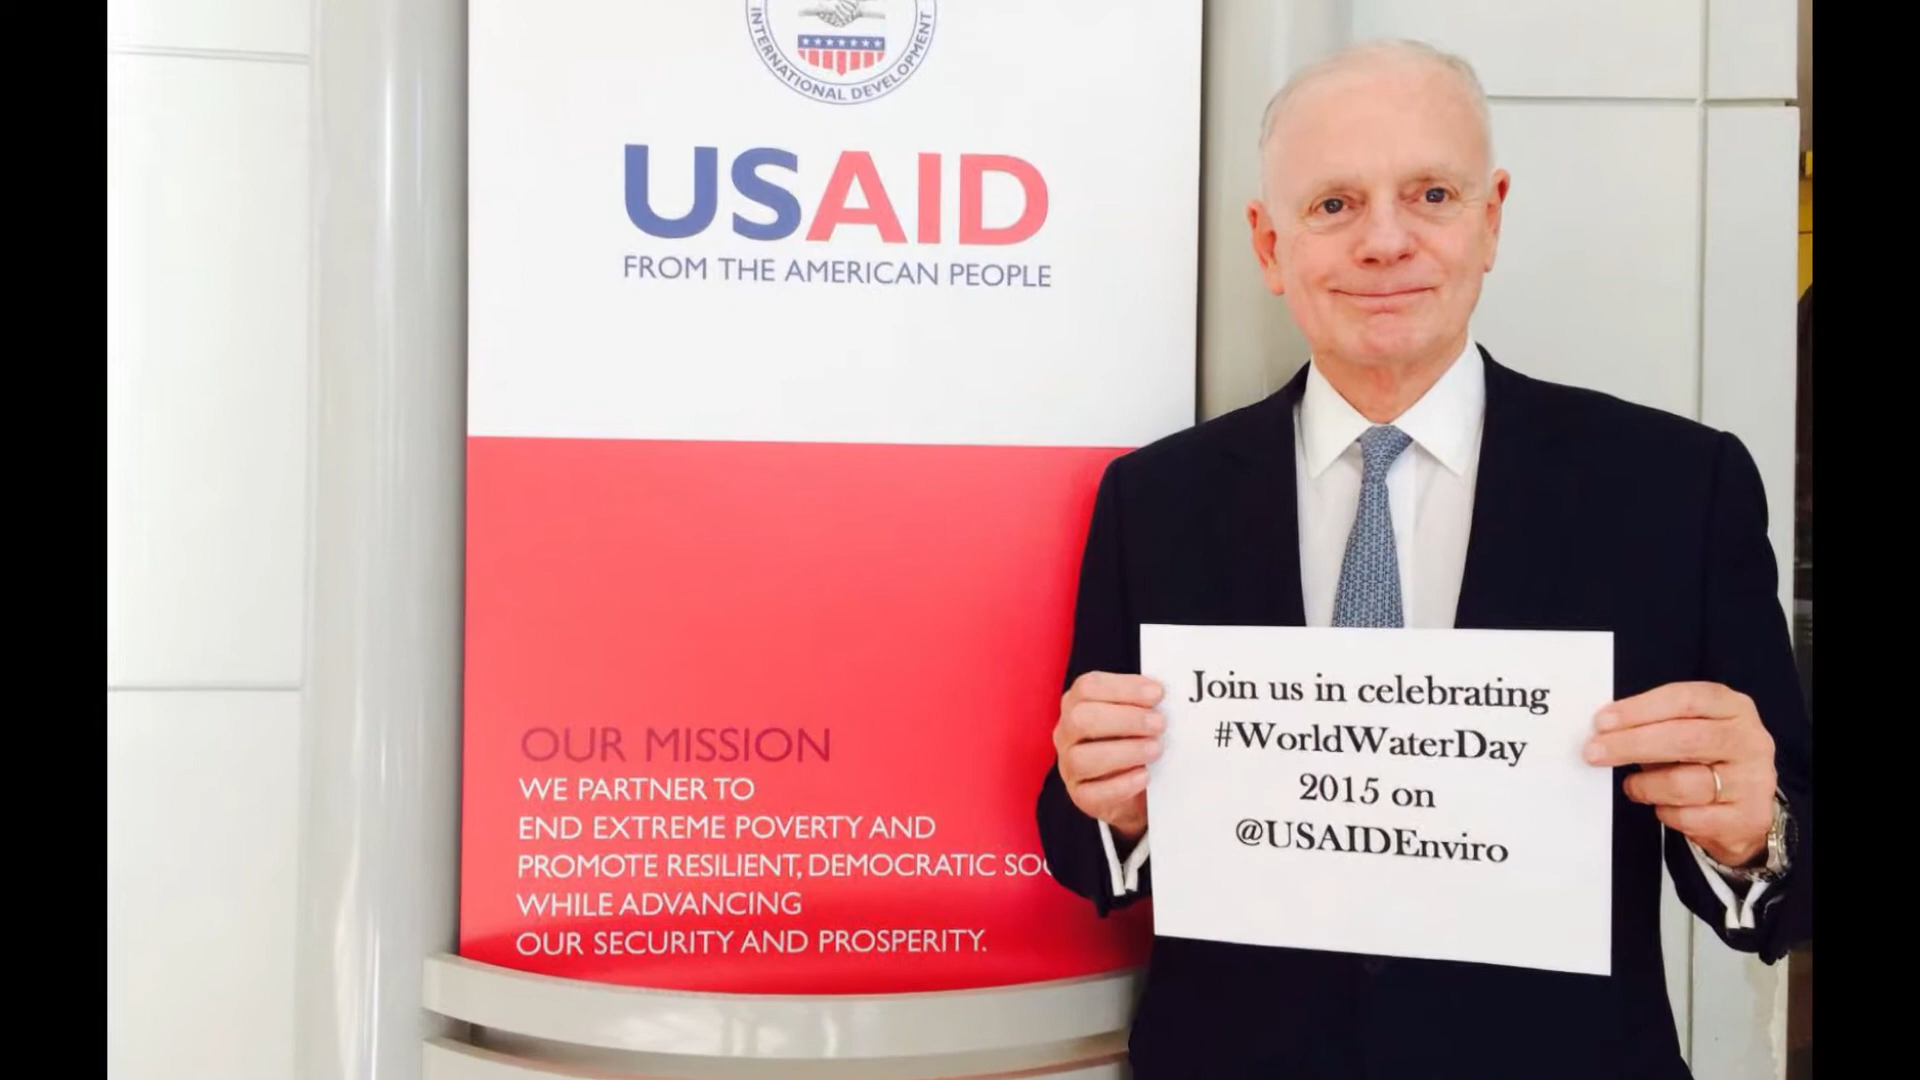 INTERNATIONAL DEVELOPMENT
USAID
FROM THE AMERICAN PEOPLE
OUR MISSION
WE PARTNER TO
END EXTREME POVERTY AND
PROMOTE RESILIENT, DEMOCRATIC
WHILE ADVANCING
OUR SECURITY AND PROSPERITY.
Join us in celebrating
#WorldWaterDay
2015 on
@USAIDEnviro